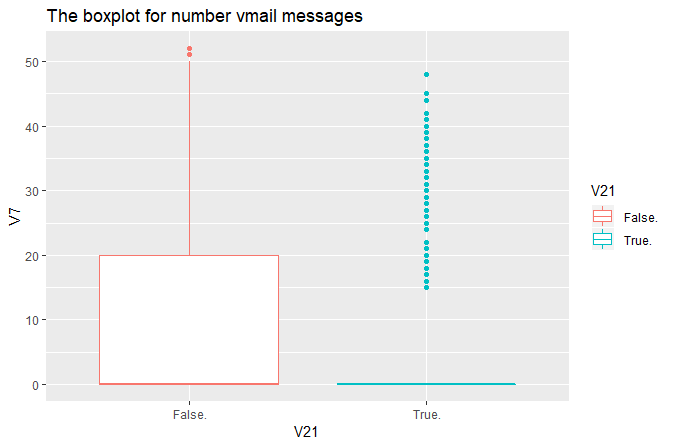 The boxplot for number vmail messages
50
40
30
20
10
0
V7
False.
True.
V21
V21
False.
True.